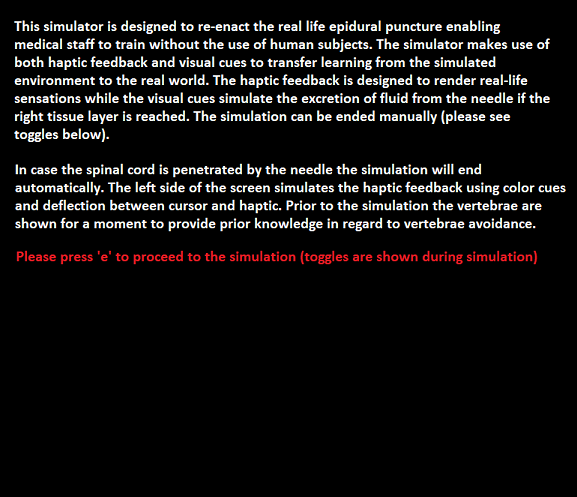 This simulator is designed to re-enact the real life epidural puncture enabling
medical staff to train without the use of human subjects. The simulator makes use of
both haptic feedback and visual cues to transfer learning from the simulated
environment to the real world. The haptic feedback is designed to render real-life
sensations while the visual cues simulate the excretion of fluid from the needle if the
right tissue layer is reached. The simulation can be ended manually (please see
toggles below).
In case the spinal cord is penetrated by the needle the simulation will end
automatically. The left side of the screen simulates the haptic feedback using color cues
and deflection between cursor and haptic. Prior to the simulation the vertebrae are
shown for a moment to provide prior knowledge in regard to vertebrae avoidance.
Please press 'e' to proceed to the simulation (toggles are shown during simulation)